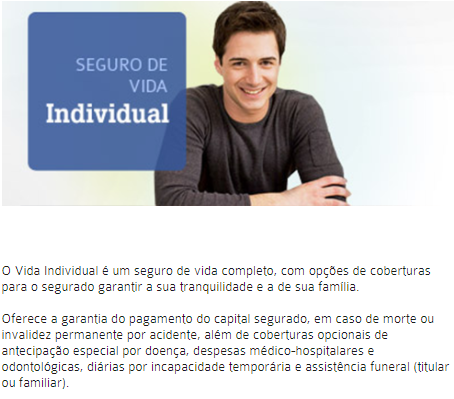 SEGURO DE
VIDA
Individual
O Vida Individual é um seguro de vida completo, com opções de coberturas
para o segurado garantir a sua tranquilidade e a de sua família.
Oferece a garantia do pagamento do capital segurado, em caso de morte ou
invalidez permanente por acidente, além de coberturas opcionais de
antecipação especial por doença, despesas médico-hospitalares e
odontológicas, diárias por incapacidade temporária e assistência funeral (titular
ou familiar).